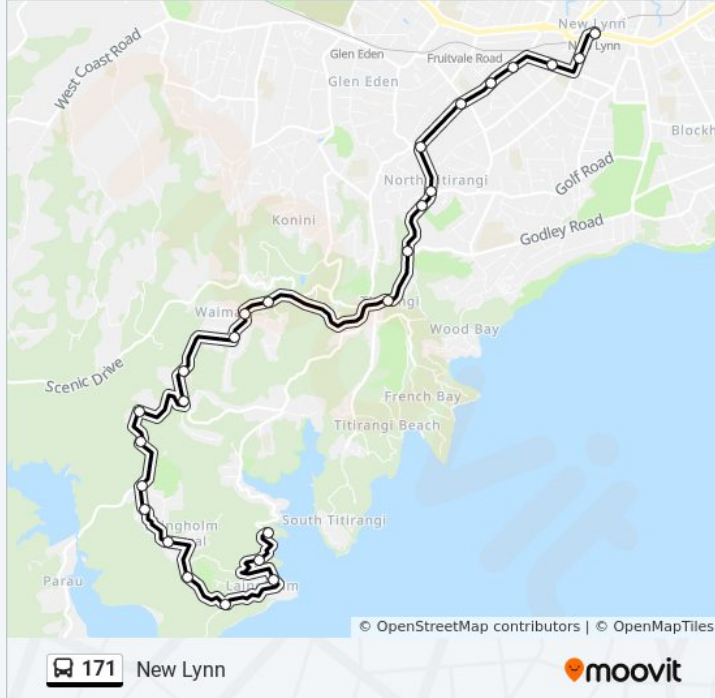 New Lynn
New Lynn
West Coast Road
Glen Eden
Fruitvale Road
Glen Eden
Blockh
Golf Road
North Titirangi
Godley Road
Konini
Waima
Wood Bay
Scenic Drive
French Bay
Titirangi Beach
South Titirangi
Parau
© OpenStreetMap contributors | © OpenMapTiles
171 New Lynn
moovit